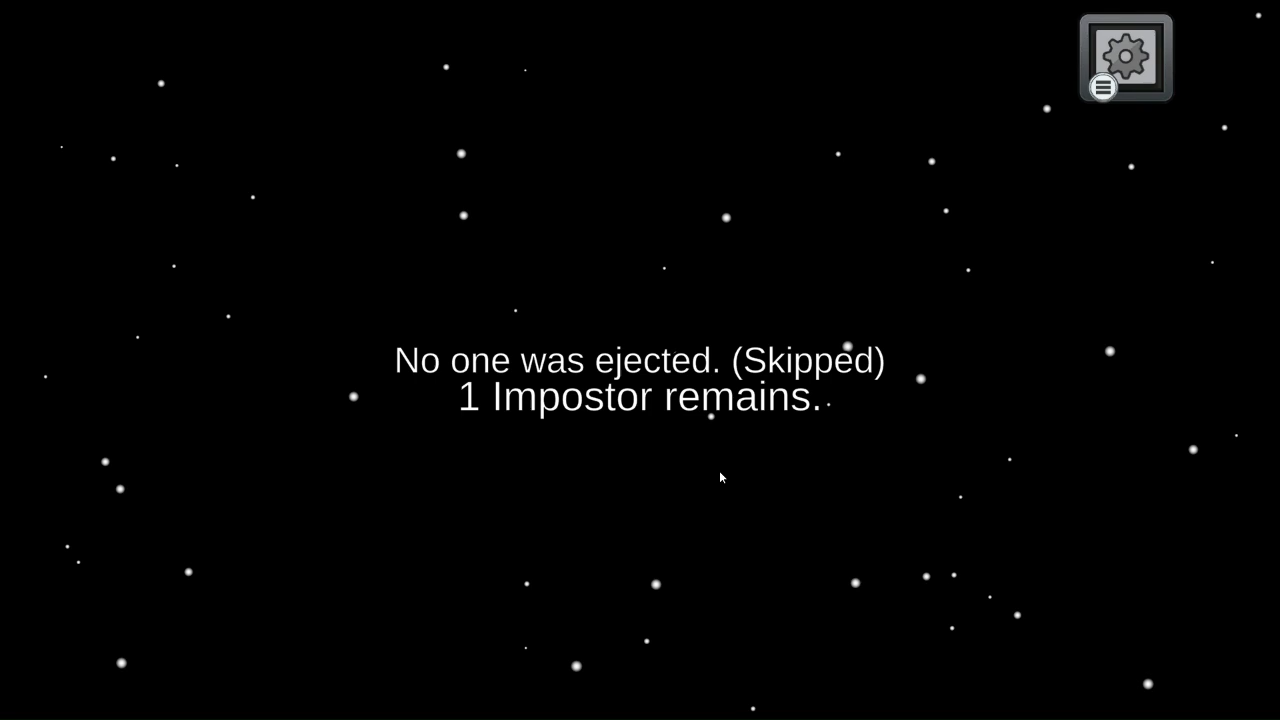 No one was ejected. (Skipped)
1 Impostor remains.